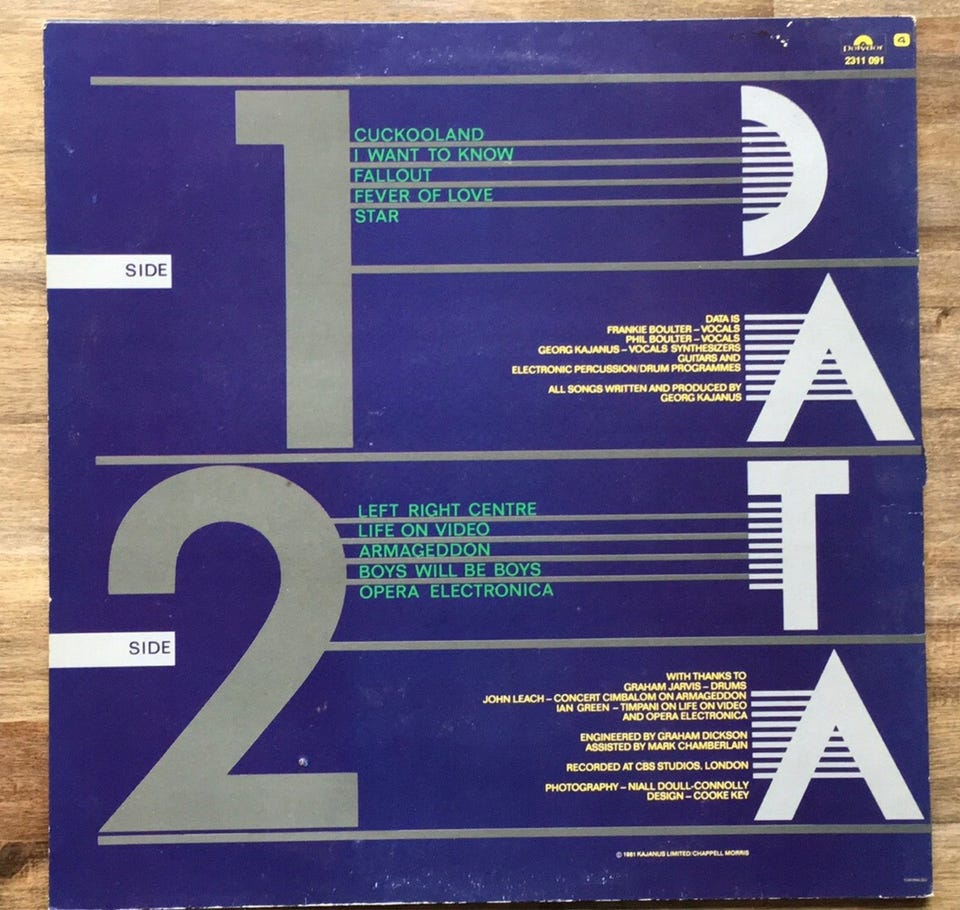 polydor
4
2311 091
1
CUCKOOLAND
I WANT TO KNOW
FALLOUT
FEVER OF LOVE
STAR
SIDE
DATA IS
FRANKIE BOULTER – VOCALS
PHIL BOULTER – VOCALS
GEORG KAJANUS – VOCALS SYNTHESIZERS
GUITARS AND
ELECTRONIC PERCUSSION/DRUM PROGRAMMES
ALL SONGS WRITTEN AND PRODUCED BY
GEORG KAJANUS
2
LEFT RIGHT CENTRE
LIFE ON VIDEO
ARMAGEDDON
BOYS WILL BE BOYS
OPERA ELECTRONICA
SIDE
WITH THANKS TO
GRAHAM JARVIS – DRUMS
JOHN LEACH – CONCERT CIMBALOM ON ARMAGEDDON
IAN GREEN – TIMPANI ON LIFE ON VIDEO
AND OPERA ELECTRONICA
ENGINEERED BY GRAHAM DICKSON
ASSISTED BY MARK CHAMBERLAIN
RECORDED AT CBS STUDIOS, LONDON
PHOTOGRAPHY – NIALL DOULL-CONNOLLY
DESIGN – COOKE KEY
DATA
© 1981 KAJANUS LIMITED/CHAPPELL MORRIS